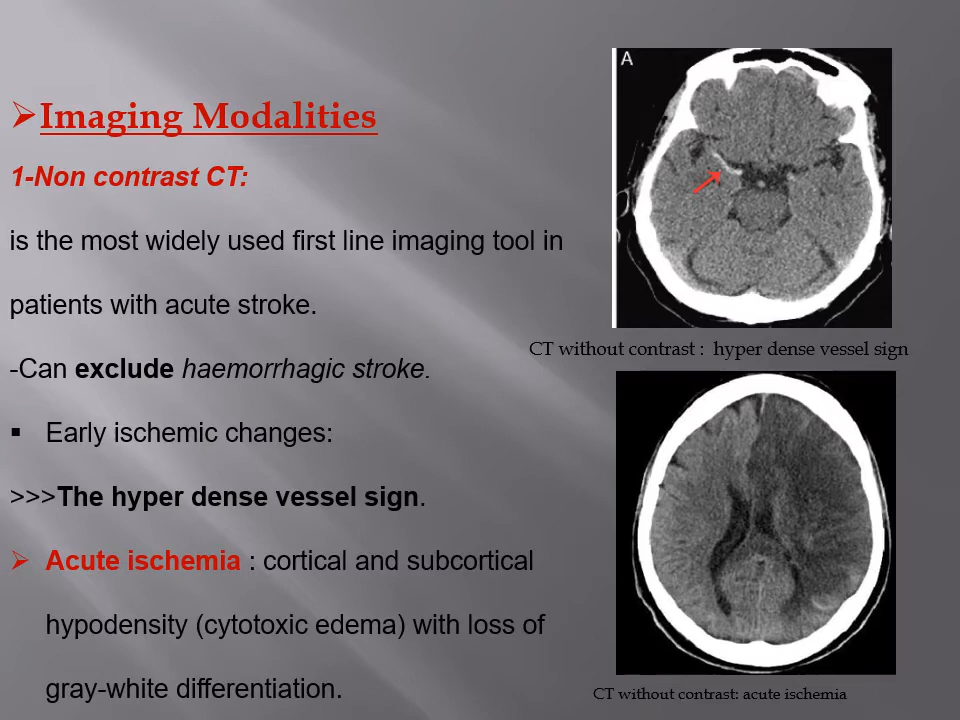 ➢Imaging Modalities
1-Non contrast CT:
is the most widely used first line imaging tool in
patients with acute stroke.
-Can exclude haemorrhagic stroke.
▪ Early ischemic changes:
>>>The hyper dense vessel sign.
➢ Acute ischemia : cortical and subcortical
hypodensity (cytotoxic edema) with loss of
gray-white differentiation.
A
CT without contrast : hyper dense vessel sign
CT without contrast: acute ischemia